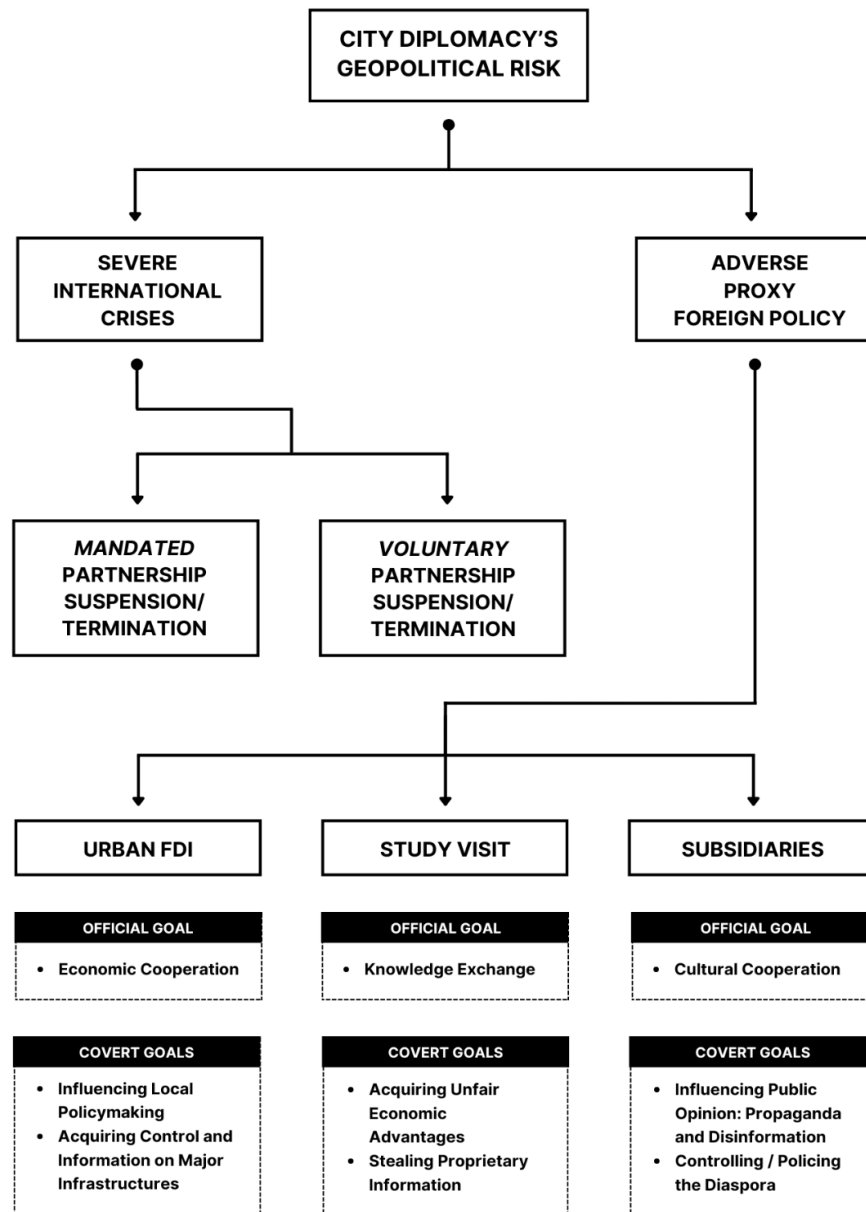 CITY DIPLOMACY'S
GEOPOLITICAL RISK
SEVERE
INTERNATIONAL
CRISES
ADVERSE
PROXY
FOREIGN POLICY
MANDATED
PARTNERSHIP
SUSPENSION/
TERMINATION
VOLUNTARY
PARTNERSHIP
SUSPENSION/
TERMINATION
URBAN FDI
OFFICIAL GOAL
• Economic Cooperation
COVERT GOALS
• Influencing Local
Policymaking
• Acquiring Control and
Information on Major
Infrastructures
STUDY VISIT
OFFICIAL GOAL
• Knowledge Exchange
COVERT GOALS
• Acquiring Unfair
Economic
Advantages
• Stealing Proprietary
Information
SUBSIDIARIES
OFFICIAL GOAL
• Cultural Cooperation
COVERT GOALS
• Influencing Public
Opinion: Propaganda
and Disinformation
• Controlling / Policing
the Diaspora